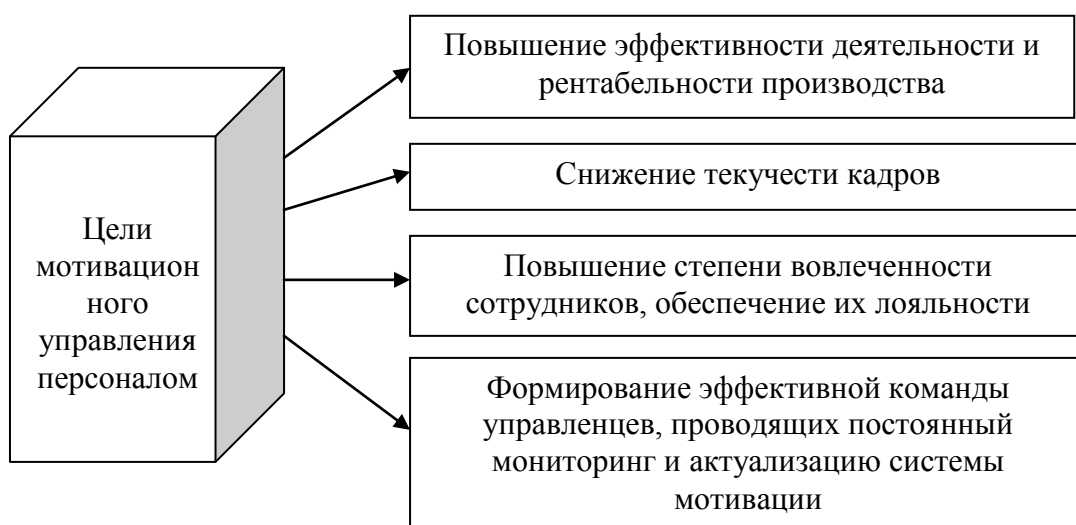 Цели
мотивацион
ного
управления
персоналом
Повышение эффективности деятельности и
рентабельности производства
Снижение текучести кадров
Повышение степени вовлеченности
сотрудников, обеспечение их лояльности
Формирование эффективной команды
управленцев, проводящих постоянный
мониторинг и актуализацию системы
мотивации